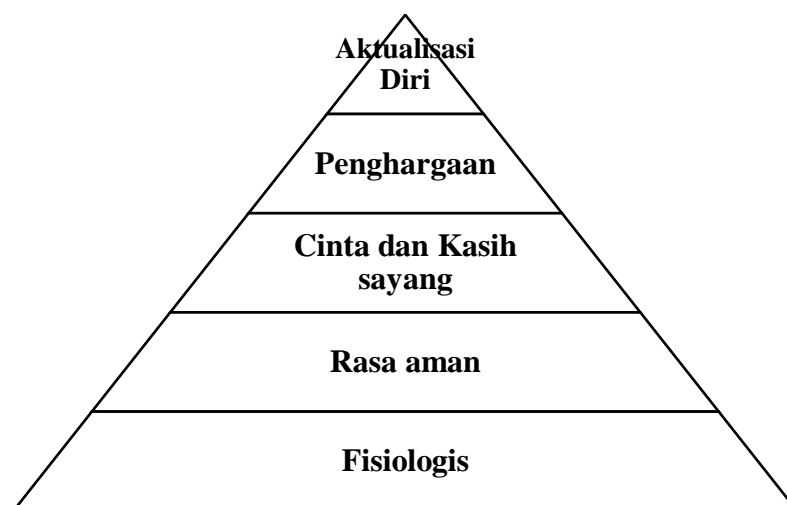 Aktualisasi
Diri
Penghargaan
Cinta dan Kasih
sayang
Rasa aman
Fisiologis